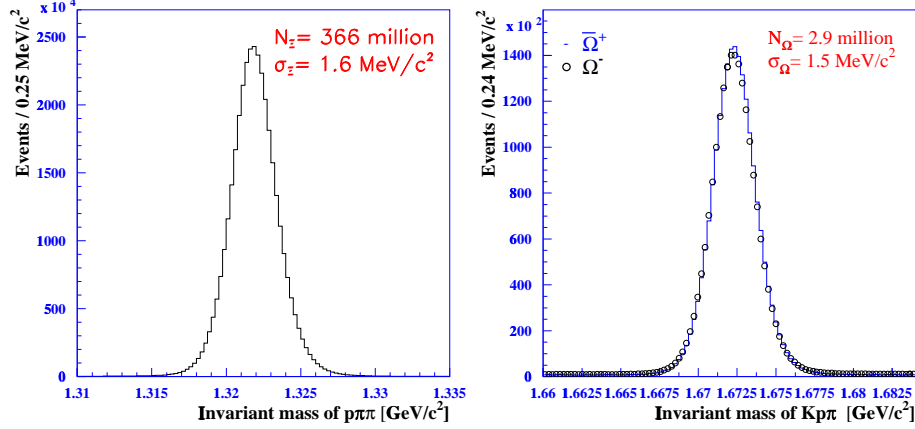 x 10⁴
Events / 0.25 MeV/c²
N_Ξ= 366 million
σ_Ξ= 1.6 MeV/c²
2500
2000
1500
1000
500
0
1.31 1.315 1.32 1.325 1.33 1.335
Invariant mass of pππ [GeV/c²]
x 10²
Events / 0.24 MeV/c²
- Ω̅⁺
○ Ω⁻
N_Ω= 2.9 million
σ_Ω= 1.5 MeV/c²
1400
1200
1000
800
600
400
200
0
1.66 1.6625 1.665 1.6675 1.67 1.6725 1.675 1.6775 1.68 1.6825
Invariant mass of Kpπ [GeV/c²]